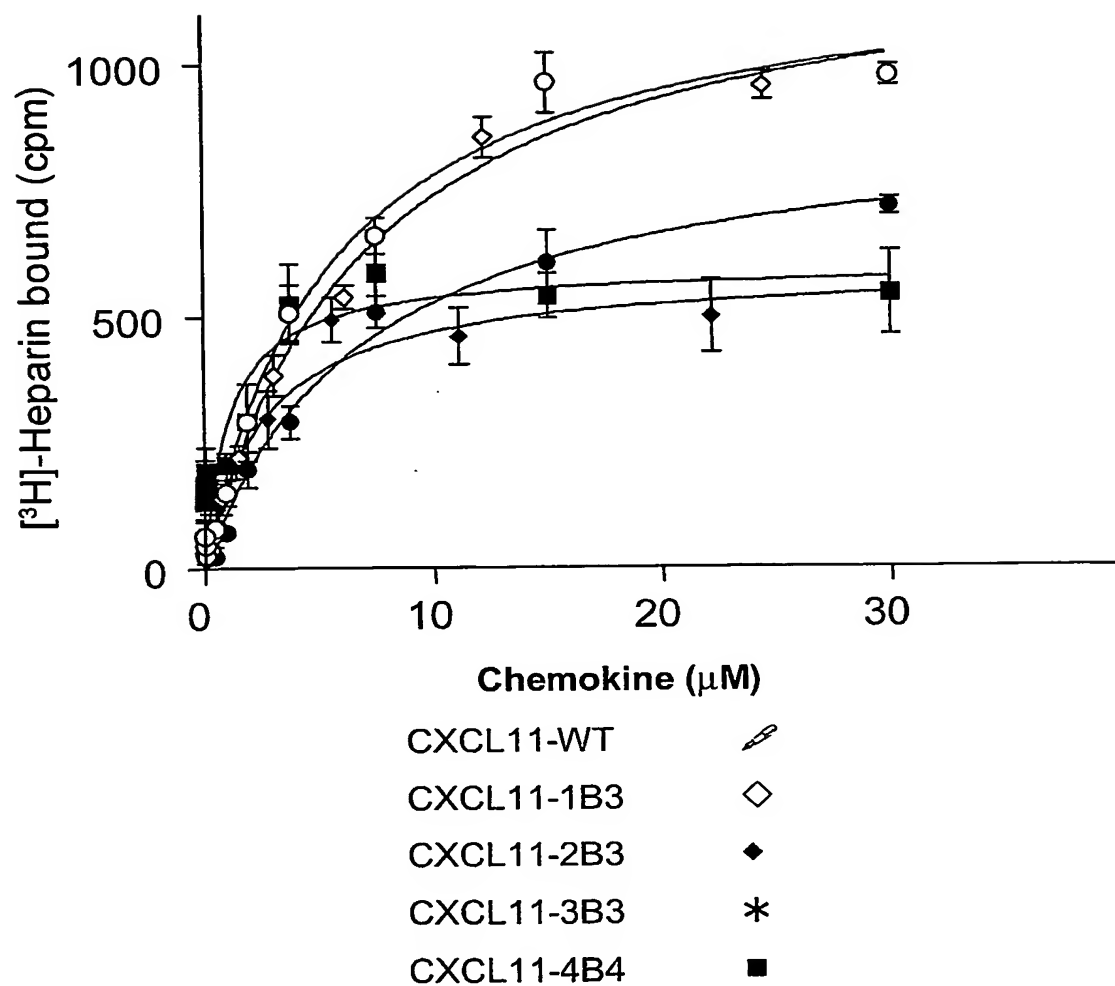 1000
500
0
[³H]-Heparin bound (cpm)
0 10 20 30
Chemokine (μM)
CXCL11-WT
CXCL11-1B3
CXCL11-2B3
CXCL11-3B3
CXCL11-4B4